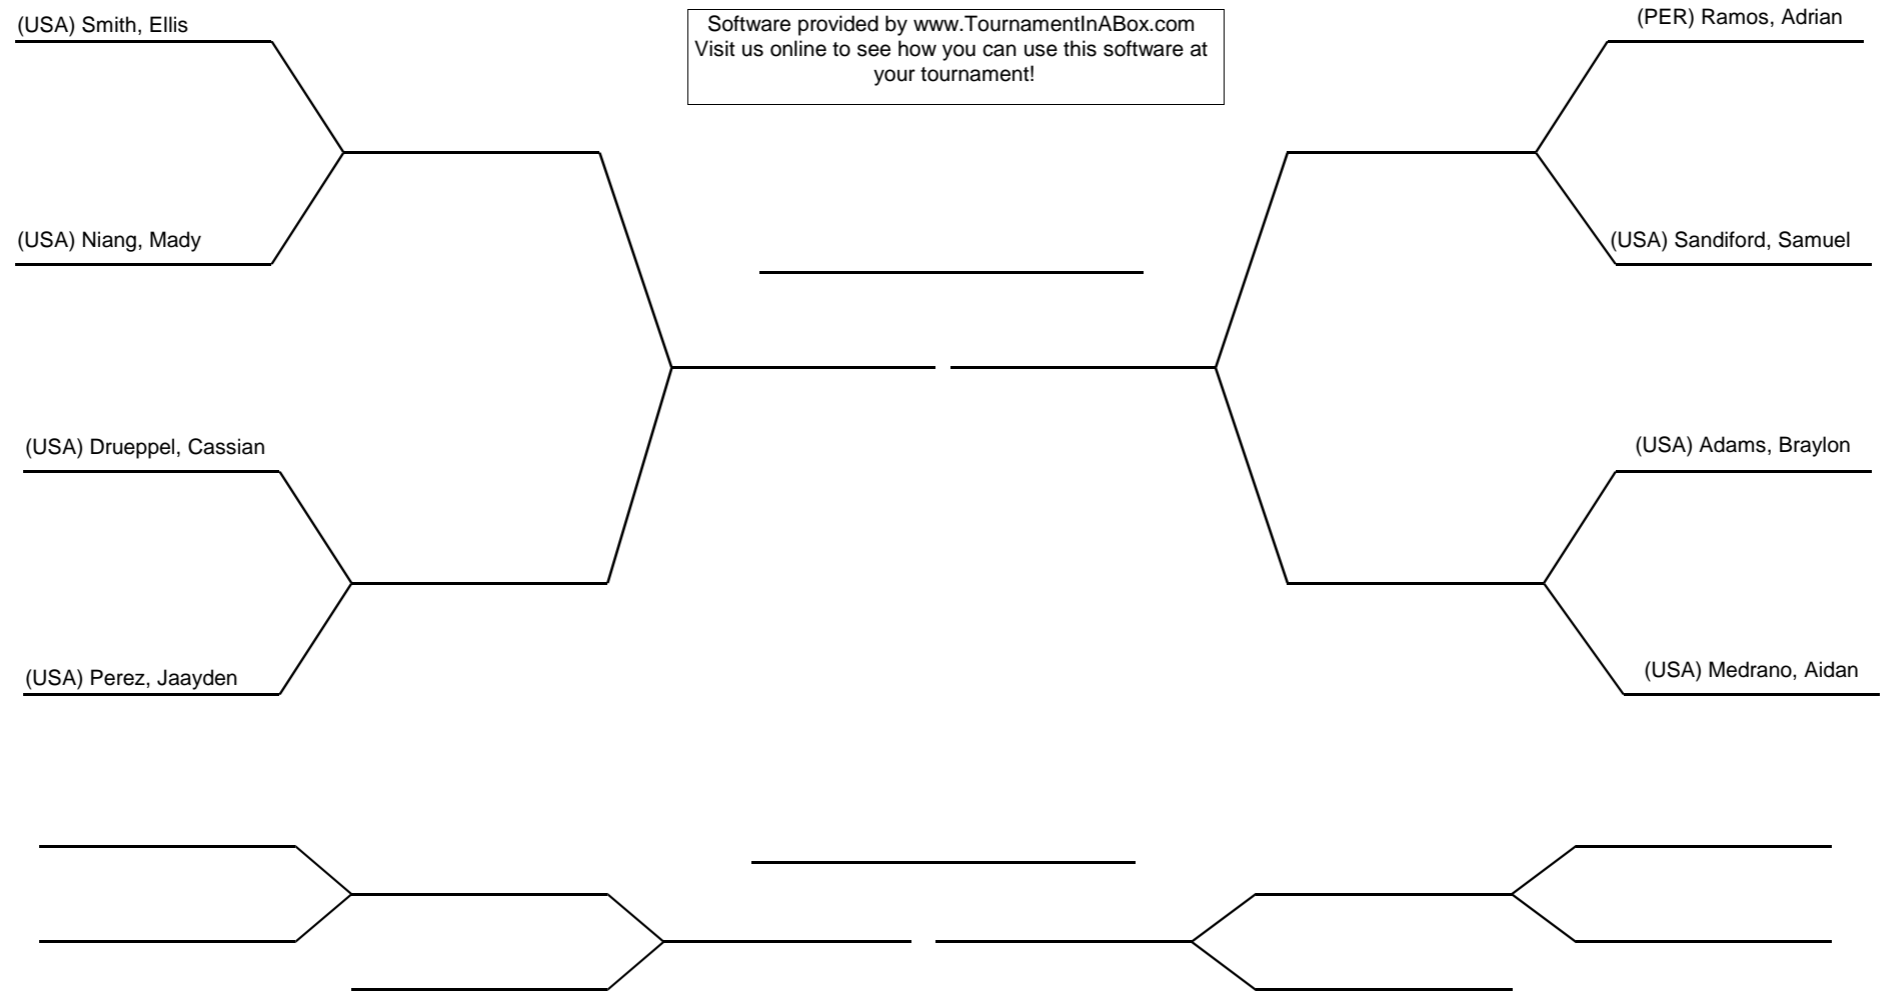 (USA) Smith, Ellis
Software provided by www.TournamentInABox.com
Visit us online to see how you can use this software at
your tournament!
(PER) Ramos, Adrian
(USA) Niang, Mady
(USA) Sandiford, Samuel
(USA) Drueppel, Cassian
(USA) Adams, Braylon
(USA) Perez, Jaayden
(USA) Medrano, Aidan